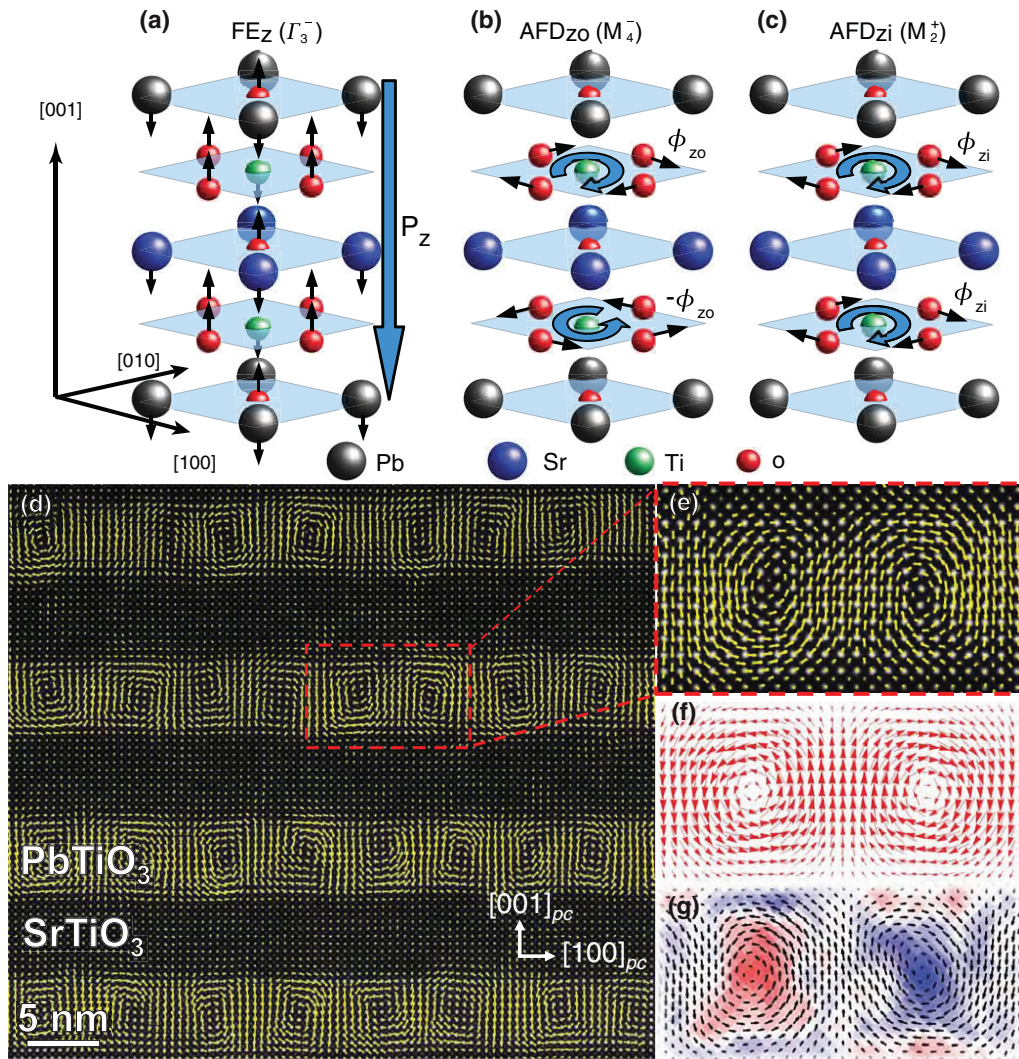 (a)
FEz (Γ₃⁻)
(b)
AFDzo (M₄⁻)
(c)
AFDzi (M₂⁺)
[001]
ϕzo
ϕzi
Pz
-ϕzo
ϕzi
[010]
[100]
Pb
Sr
Ti
o
(d)
(e)
(f)
(g)
PbTiO₃
SrTiO₃
[001]pc
[100]pc
5 nm